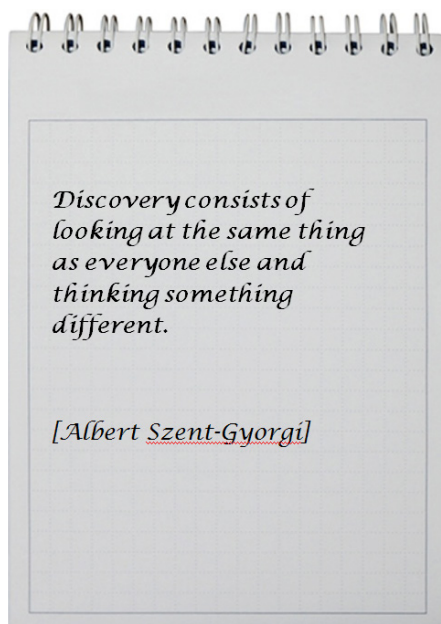 Discovery consists of
looking at the same thing
as everyone else and
thinking something
different.
[Albert Szent-Gyorgi]